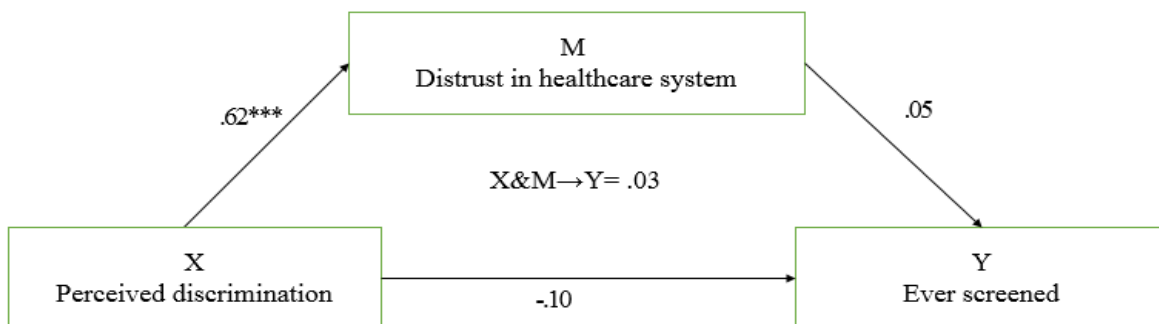 M
Distrust in healthcare system
.62***
.05
X&M→Y= .03
X
Perceived discrimination
-.10
Y
Ever screened